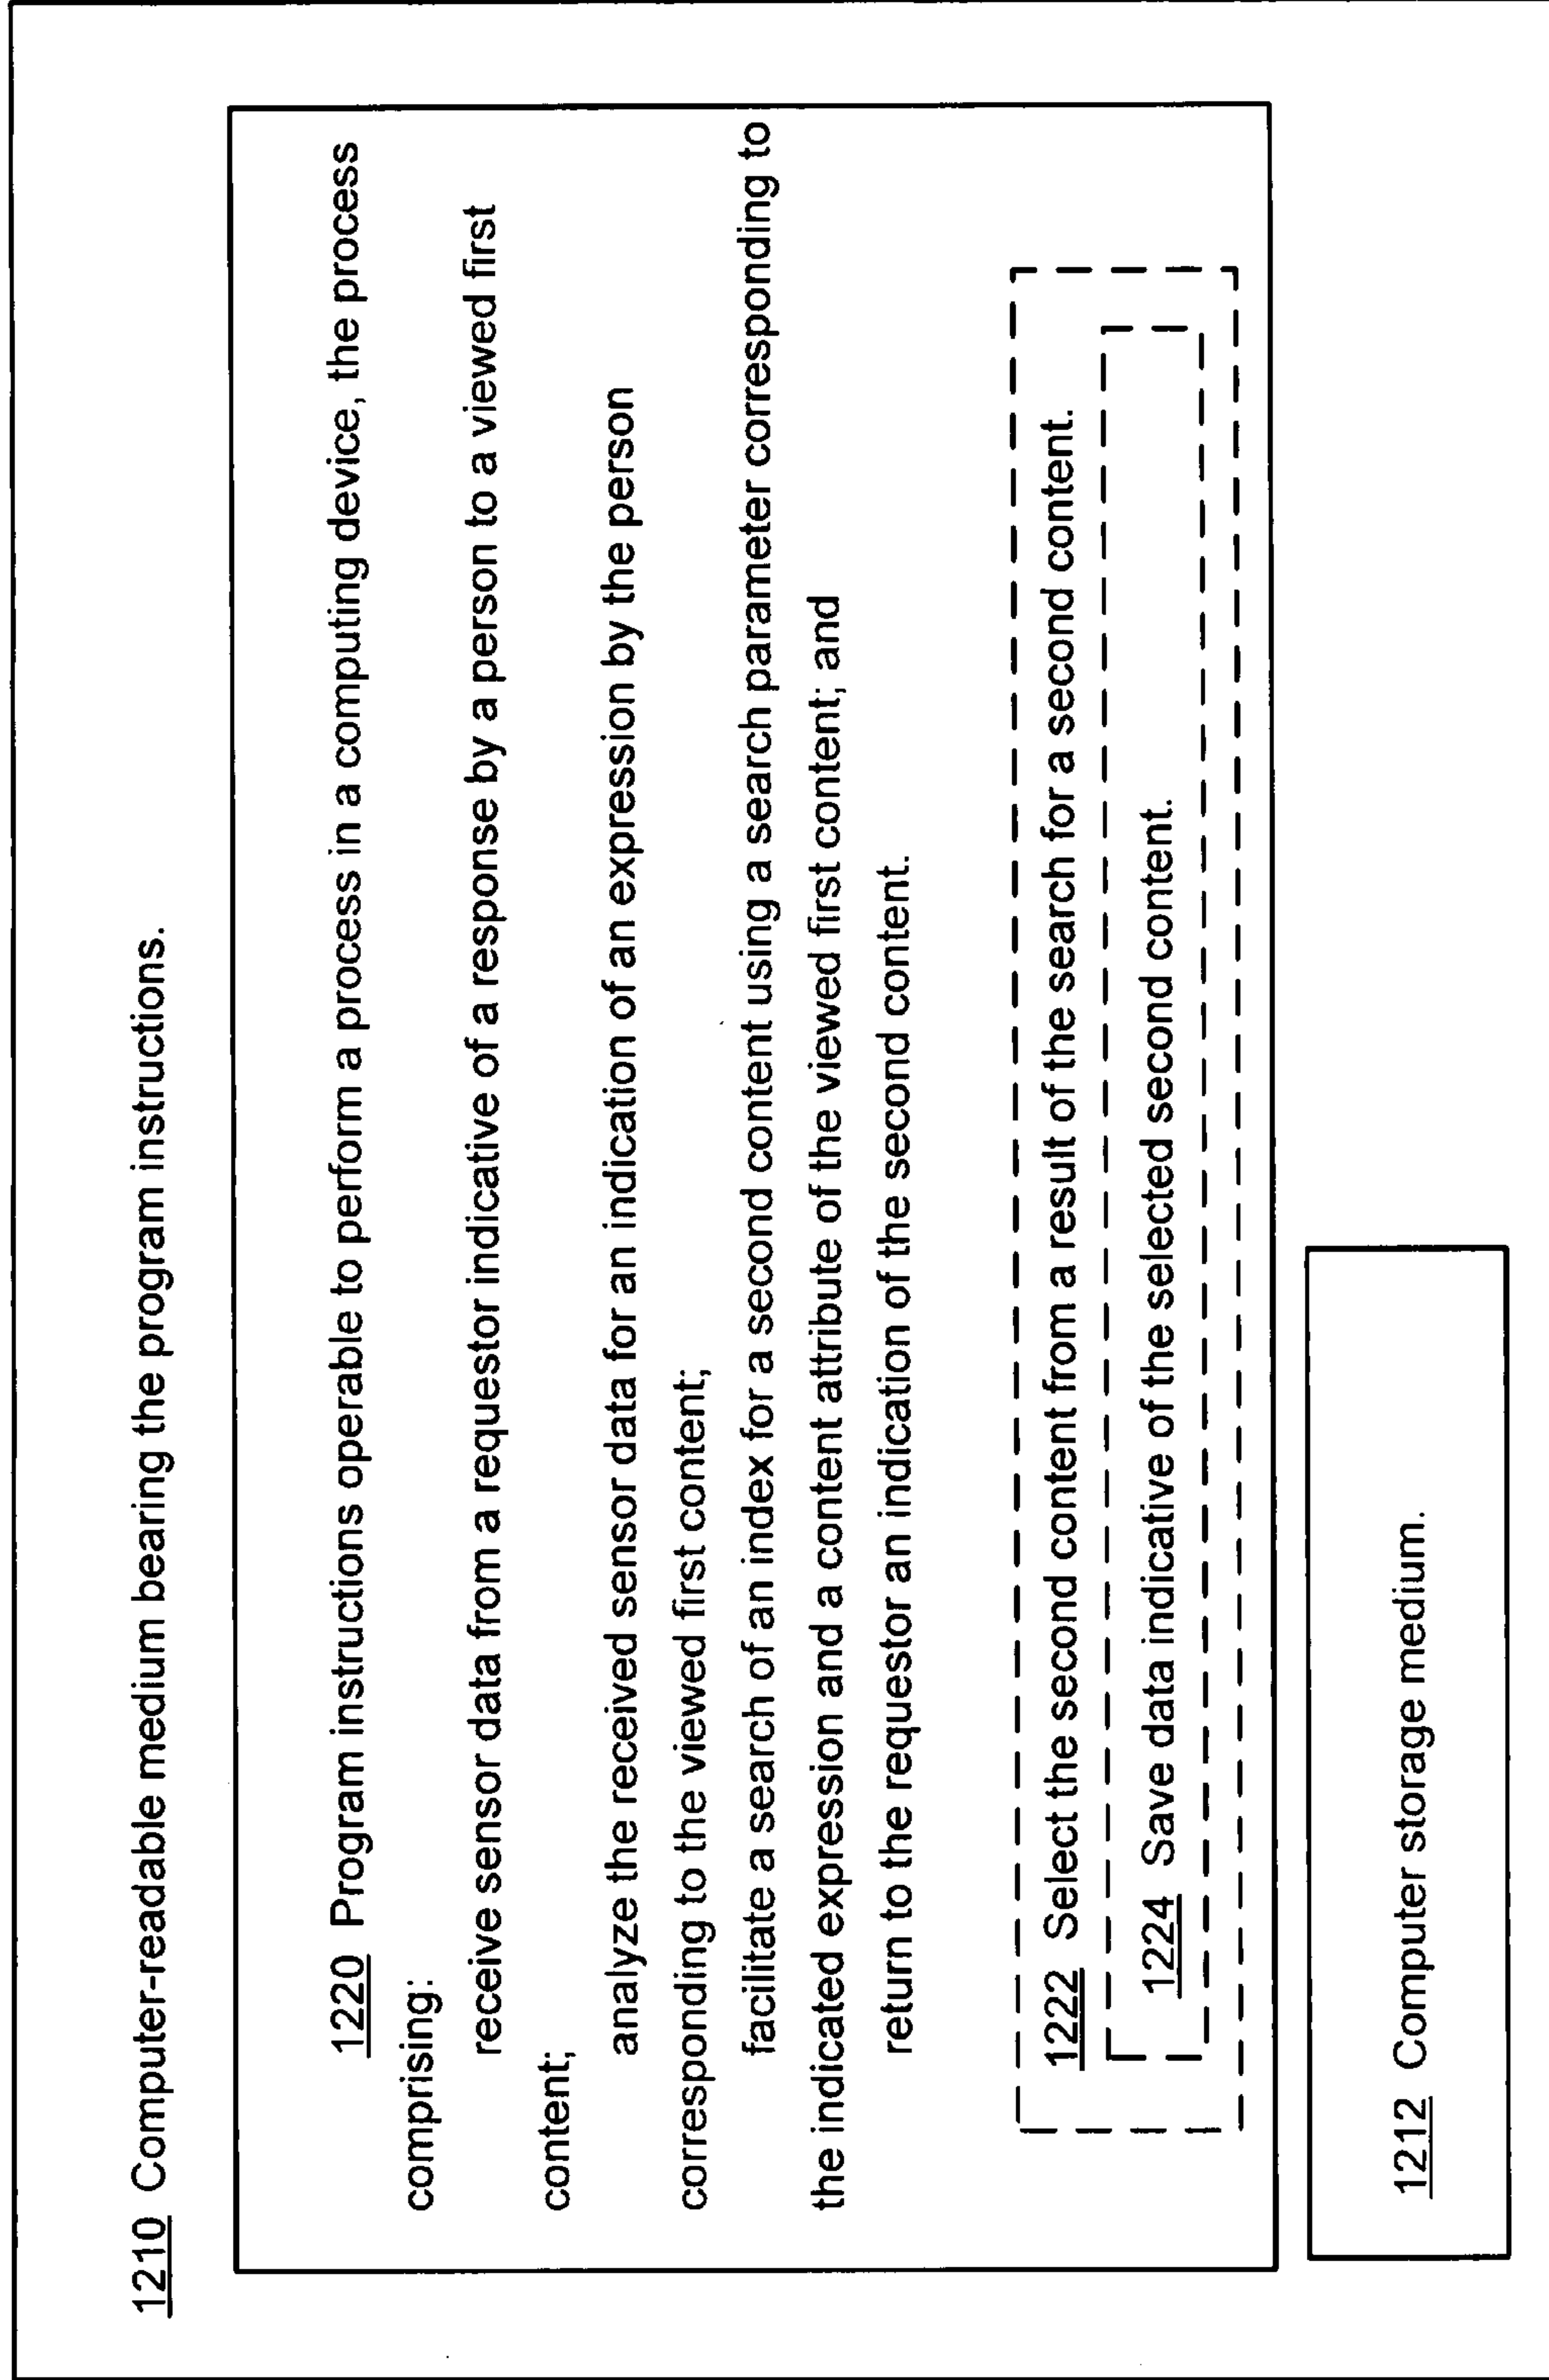 1210 Computer-readable medium bearing the program instructions.
1220 Program instructions operable to perform a process in a computing device, the process
comprising:
receive sensor data from a requestor indicative of a response by a person to a viewed first
content;
analyze the received sensor data for an indication of an expression by the person
corresponding to the viewed first content;
facilitate a search of an index for a second content using a search parameter corresponding to
the indicated expression and a content attribute of the viewed first content; and
return to the requestor an indication of the second content.
1222 Select the second content from a result of the search for a second content.
1224 Save data indicative of the selected second content.
1212 Computer storage medium.